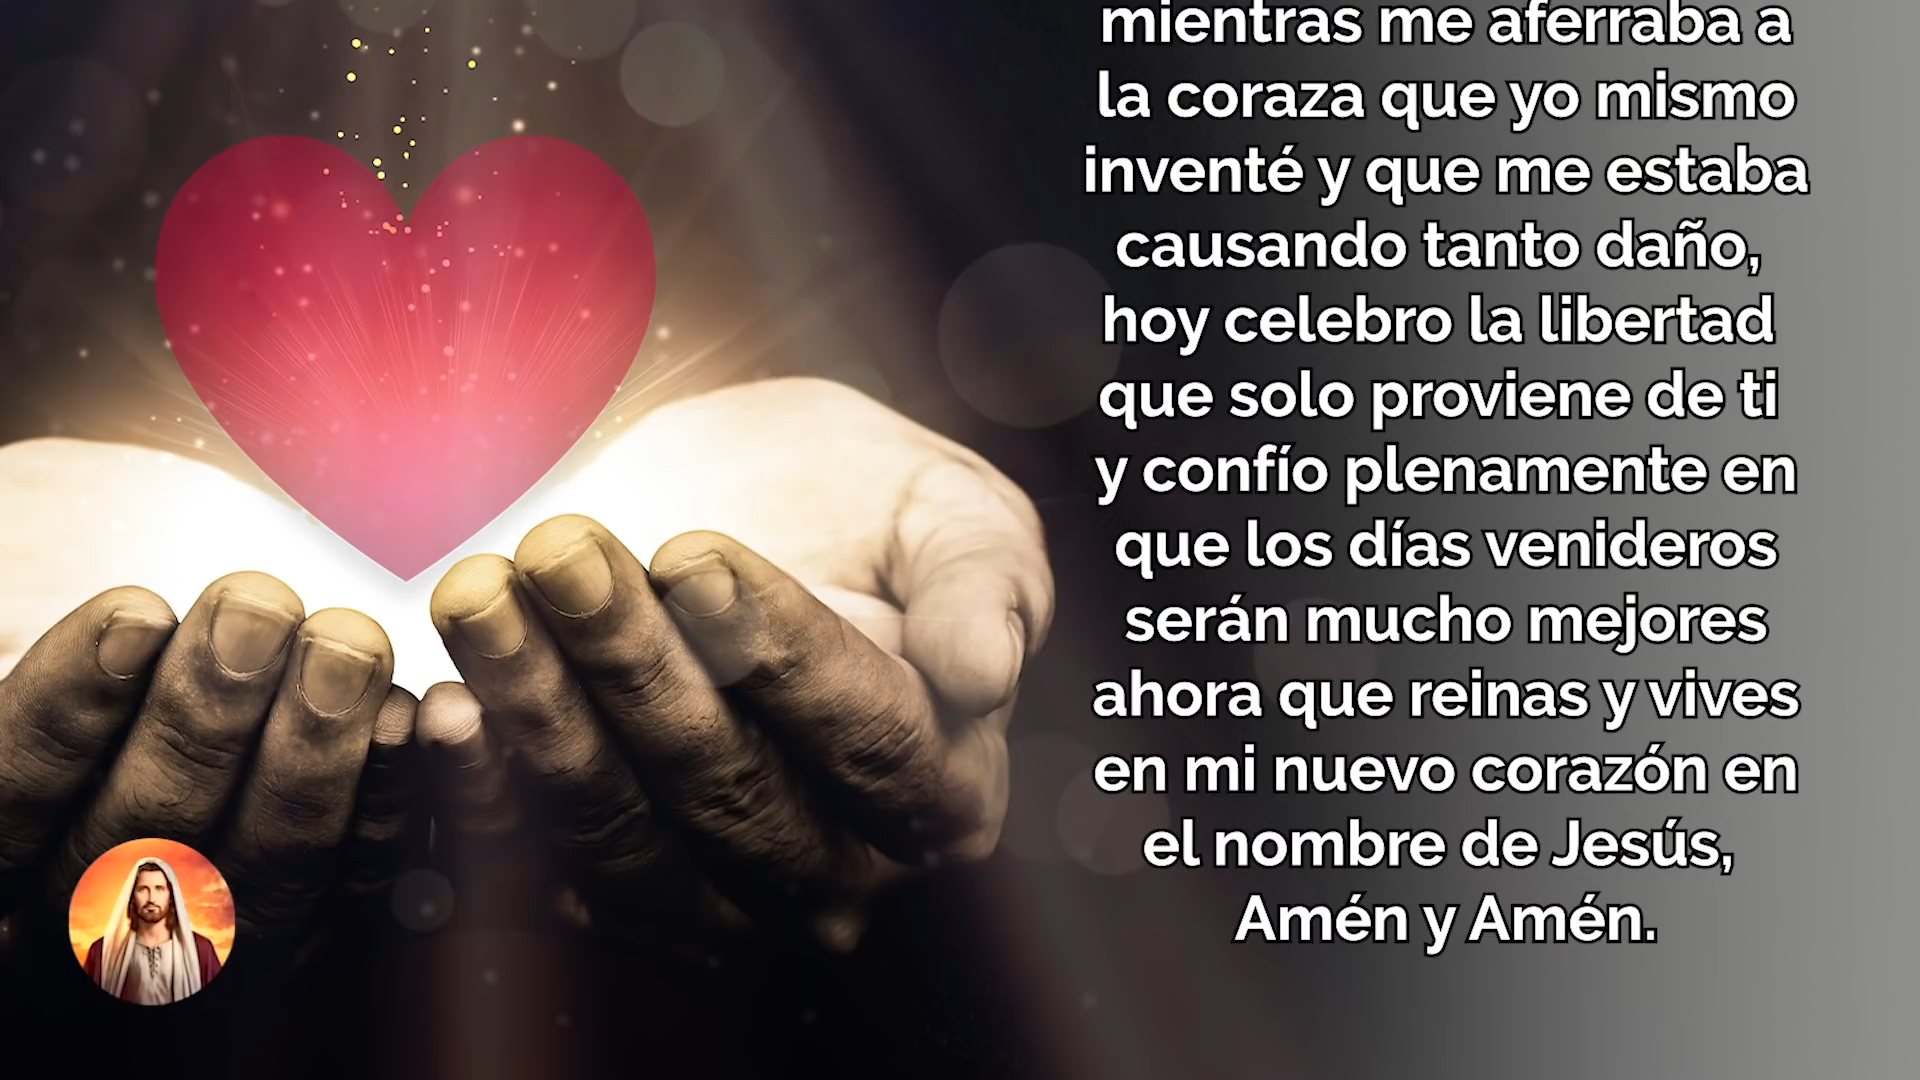 mientras me aferraba a
la coraza que yo mismo
inventé y que me estaba
causando tanto daño,
hoy celebro la libertad
que solo proviene de ti
y confío plenamente en
que los días venideros
serán mucho mejores
ahora que reinas y vives
en mi nuevo corazón en
el nombre de Jesús,
Amén y Amén.